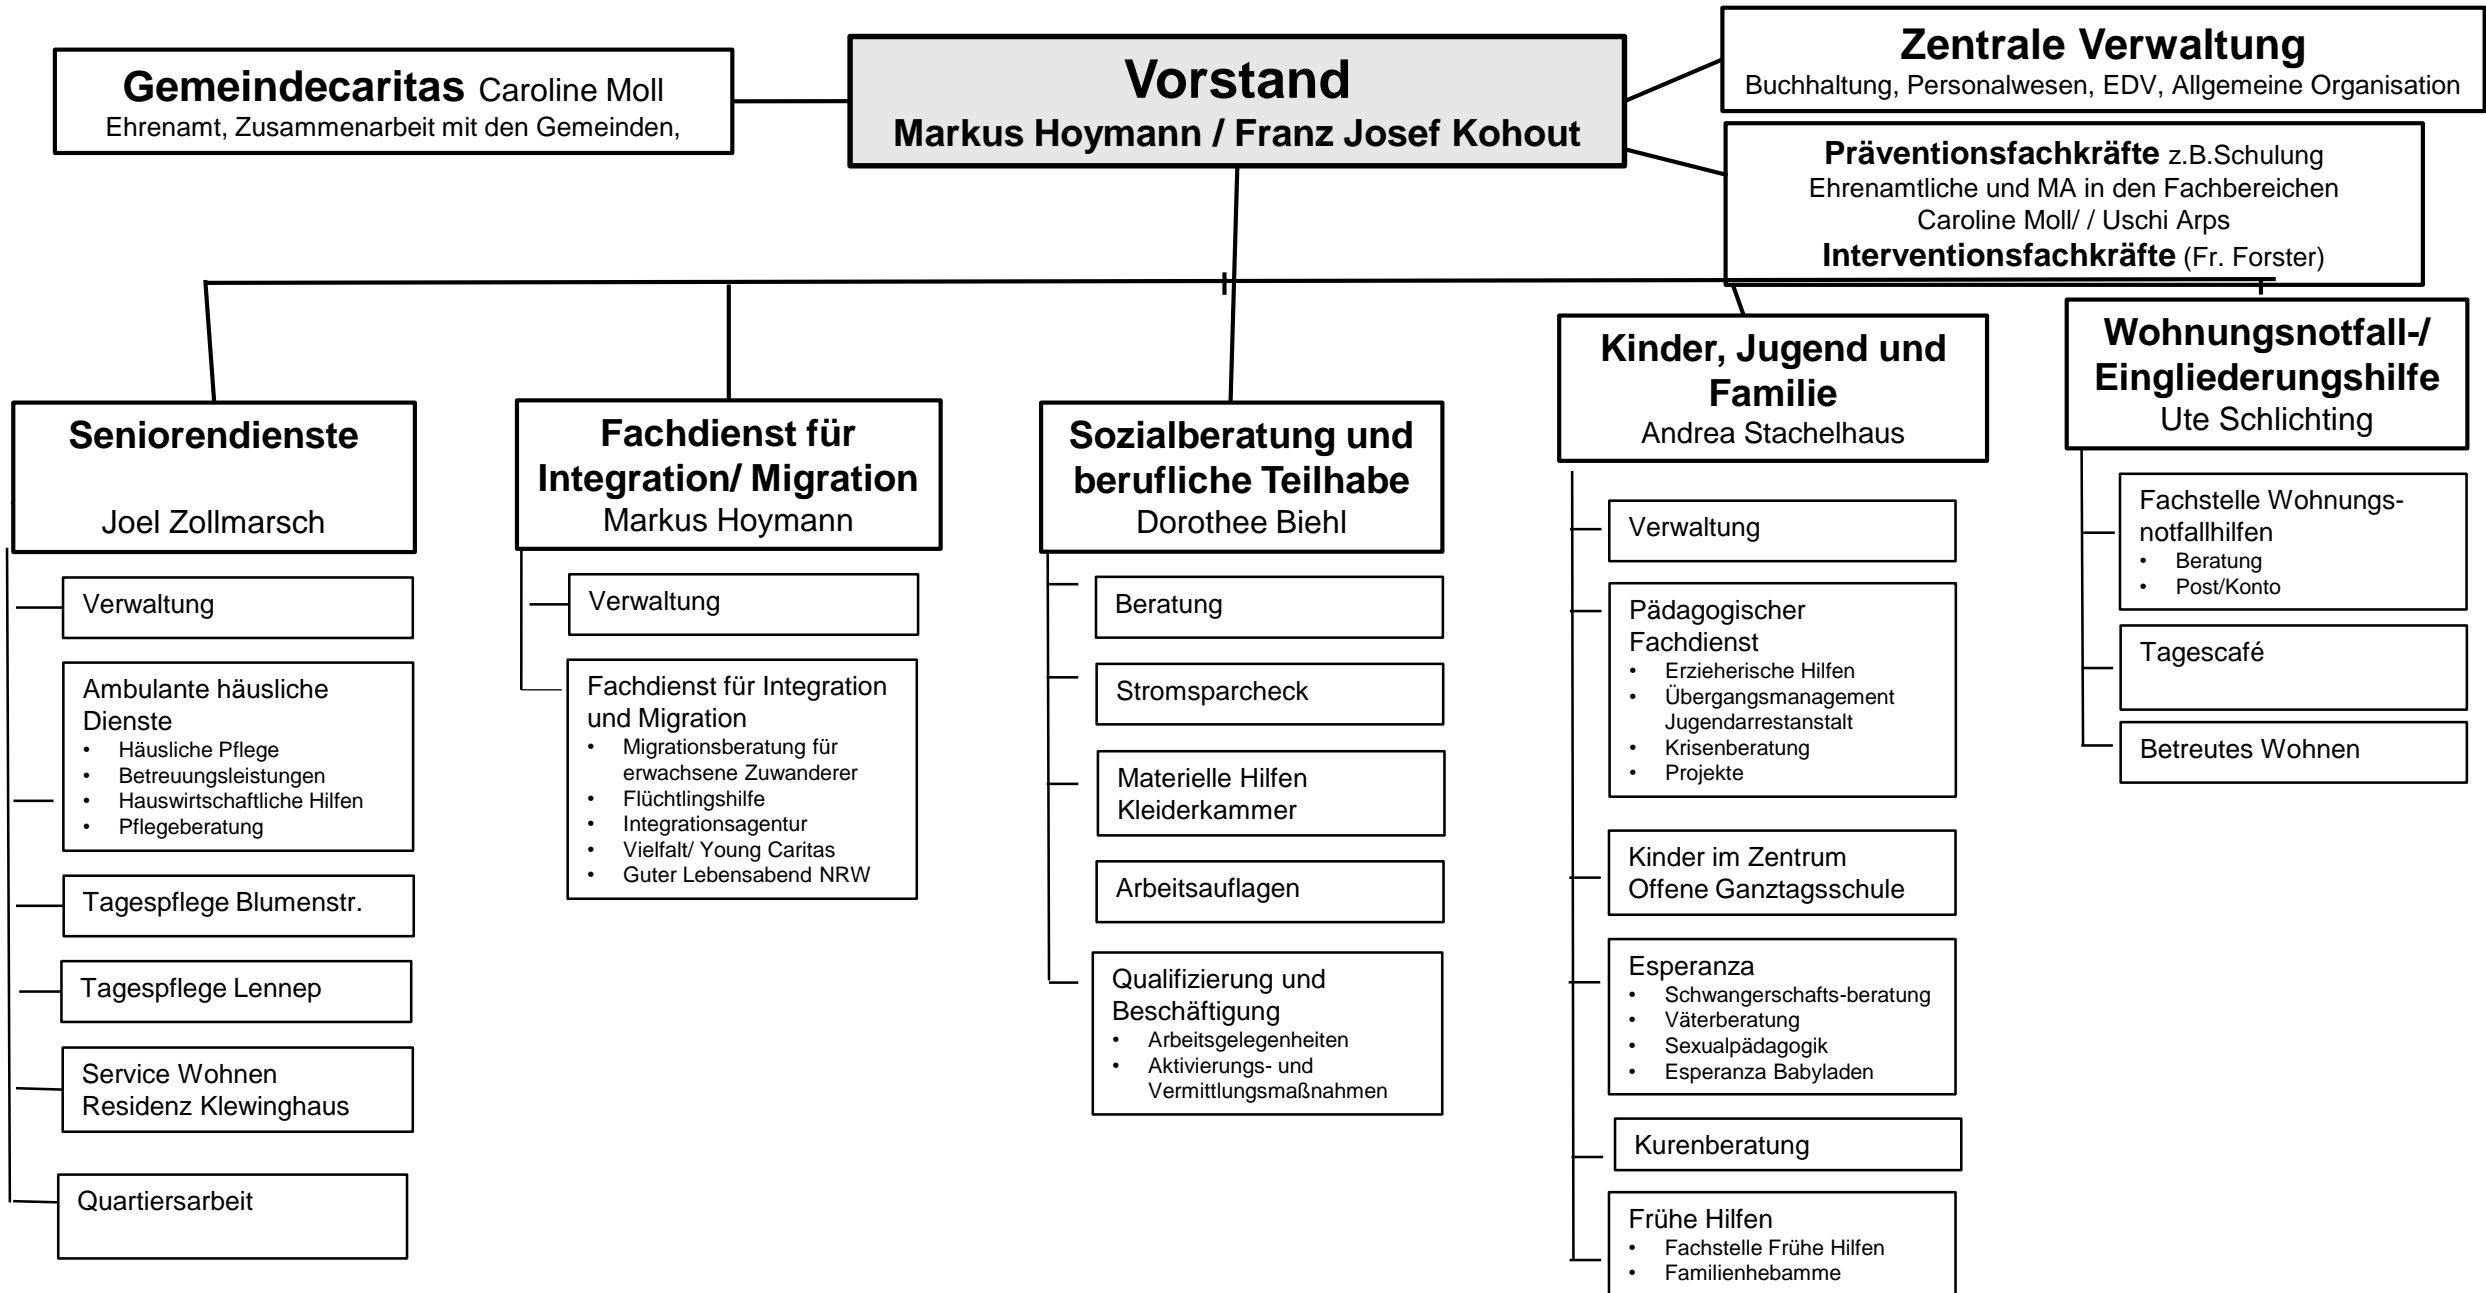 Gemeindecaritas Caroline Moll
Ehrenamt, Zusammenarbeit mit den Gemeinden,
Vorstand
Markus Hoymann / Franz Josef Kohout
Zentrale Verwaltung
Buchhaltung, Personalwesen, EDV, Allgemeine Organisation
Präventionsfachkräfte z.B.Schulung
Ehrenamtliche und MA in den Fachbereichen
Caroline Moll/ / Uschi Arps
Interventionsfachkräfte (Fr. Forster)
Seniorendienste
Joel Zollmarsch
Verwaltung
Ambulante häusliche
Dienste
• Häusliche Pflege
• Betreuungsleistungen
• Hauswirtschaftliche Hilfen
• Pflegeberatung
Tagespflege Blumenstr.
Tagespflege Lennep
Service Wohnen
Residenz Klewinghaus
Quartiersarbeit
Fachdienst für
Integration/ Migration
Markus Hoymann
Verwaltung
Fachdienst für Integration
und Migration
• Migrationsberatung für
erwachsene Zuwanderer
• Flüchtlingshilfe
• Integrationsagentur
• Vielfalt/ Young Caritas
• Guter Lebensabend NRW
Sozialberatung und
berufliche Teilhabe
Dorothee Biehl
Beratung
Stromsparcheck
Materielle Hilfen
Kleiderkammer
Arbeitsauflagen
Qualifizierung und
Beschäftigung
• Arbeitsgelegenheiten
• Aktivierungs- und
Vermittlungsmaßnahmen
Kinder, Jugend und
Familie
Andrea Stachelhaus
Verwaltung
Pädagogischer
Fachdienst
• Erzieherische Hilfen
• Übergangsmanagement
Jugendarrestanstalt
• Krisenberatung
• Projekte
Kinder im Zentrum
Offene Ganztagsschule
Esperanza
• Schwangerschafts-beratung
• Väterberatung
• Sexualpädagogik
• Esperanza Babyladen
Kurenberatung
Frühe Hilfen
• Fachstelle Frühe Hilfen
• Familienhebamme
Wohnungsnotfall-/
Eingliederungshilfe
Ute Schlichting
Fachstelle Wohnungs-
notfallhilfen
• Beratung
• Post/Konto
Tagescafé
Betreutes Wohnen